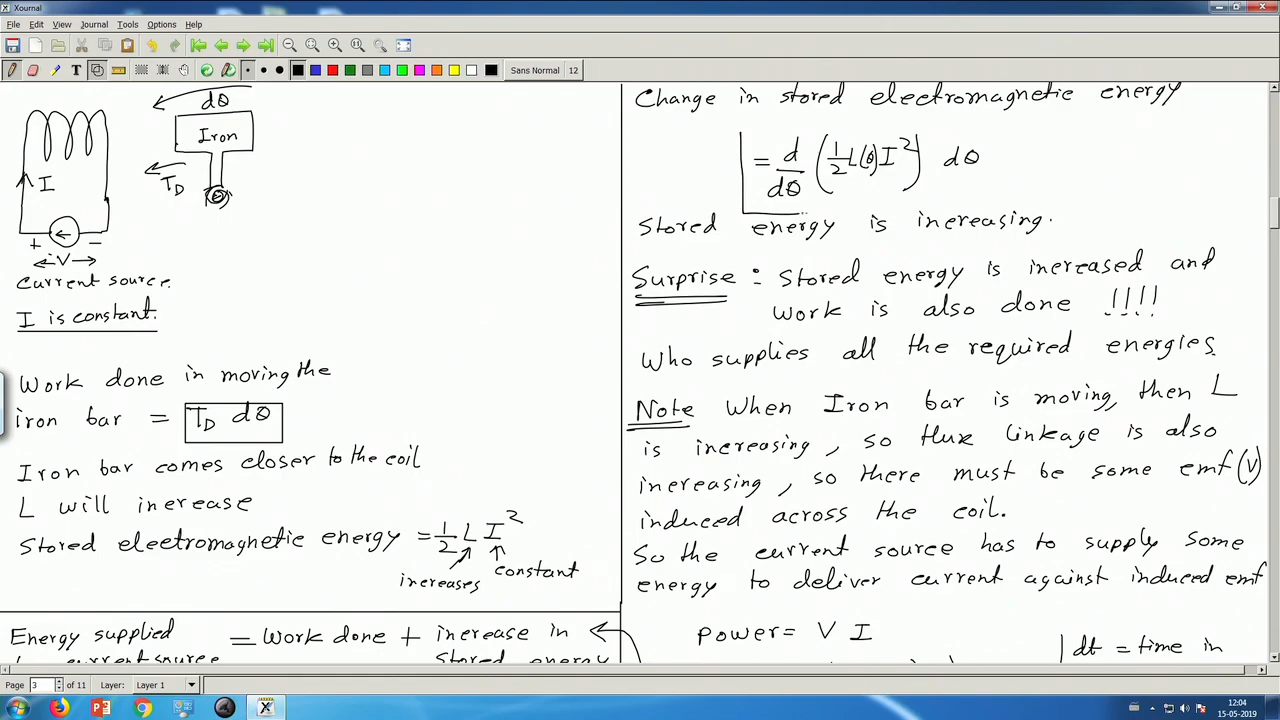 Xournal
File Edit View Journal Tools Options Help
Sans Normal 12
dθ
Iron
T_D
I
+ −
V
Current source.
I is constant.
Work done in moving the
iron bar = T_D dθ
Iron bar comes closer to the coil
L will increase
Stored electromagnetic energy = 1/2 L I^2
increases constant
Energy supplied = Work done + increase in
current source stored energy
Change in stored electromagnetic energy
= d/dθ (1/2 L(θ) I^2) dθ
Stored energy is increasing.
Surprise : Stored energy is increased and
work is also done !!!!
Who supplies all the required energies
Note When Iron bar is moving, then L
is increasing, so flux linkage is also
increasing, so there must be some emf (V)
induced across the coil.
So the current source has to supply some
energy to deliver current against induced emf
power = V I
dt = time in
Page 3 of 11 Layer: Layer 1
12:04
15-05-2019